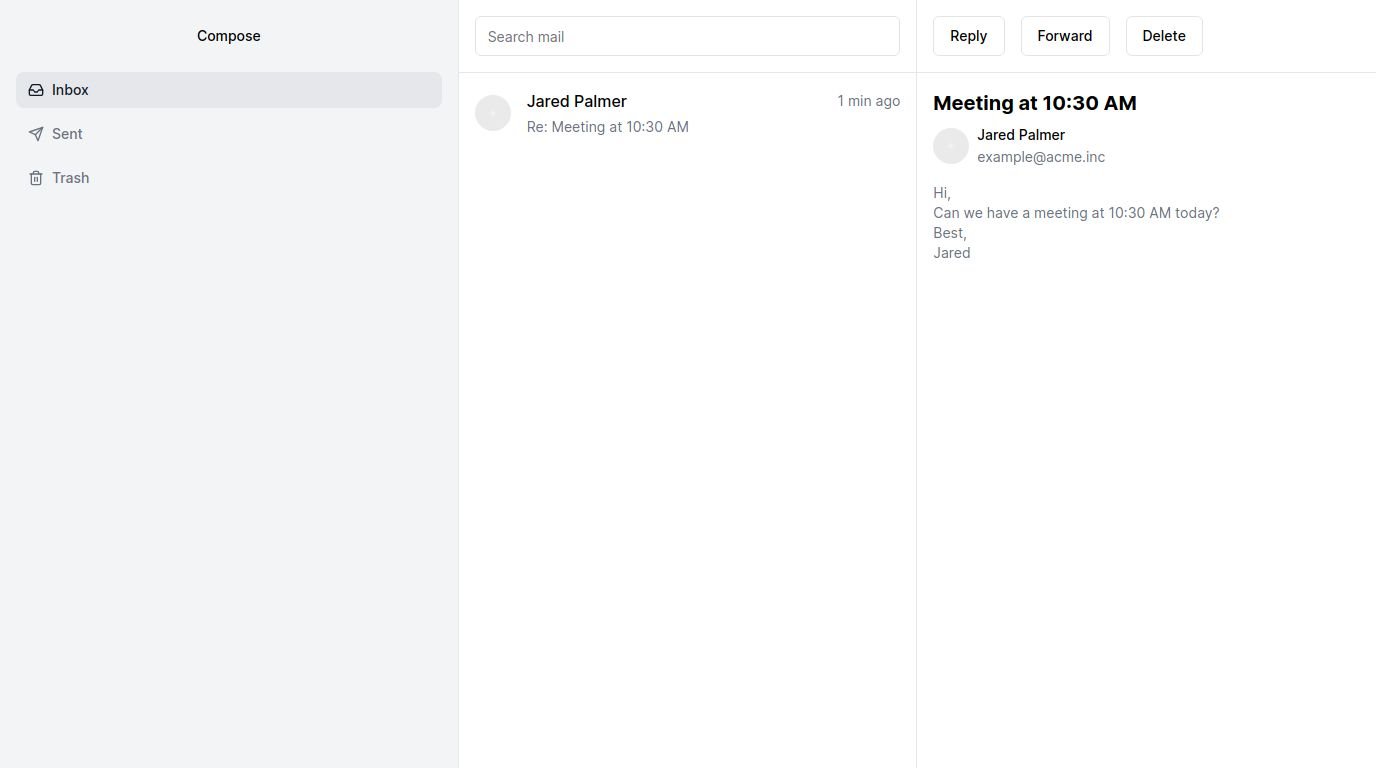 Compose
Inbox
Sent
Trash
Search mail
Jared Palmer
1 min ago
Re: Meeting at 10:30 AM
Reply
Forward
Delete
Meeting at 10:30 AM
Jared Palmer
example@acme.inc
Hi,
Can we have a meeting at 10:30 AM today?
Best,
Jared